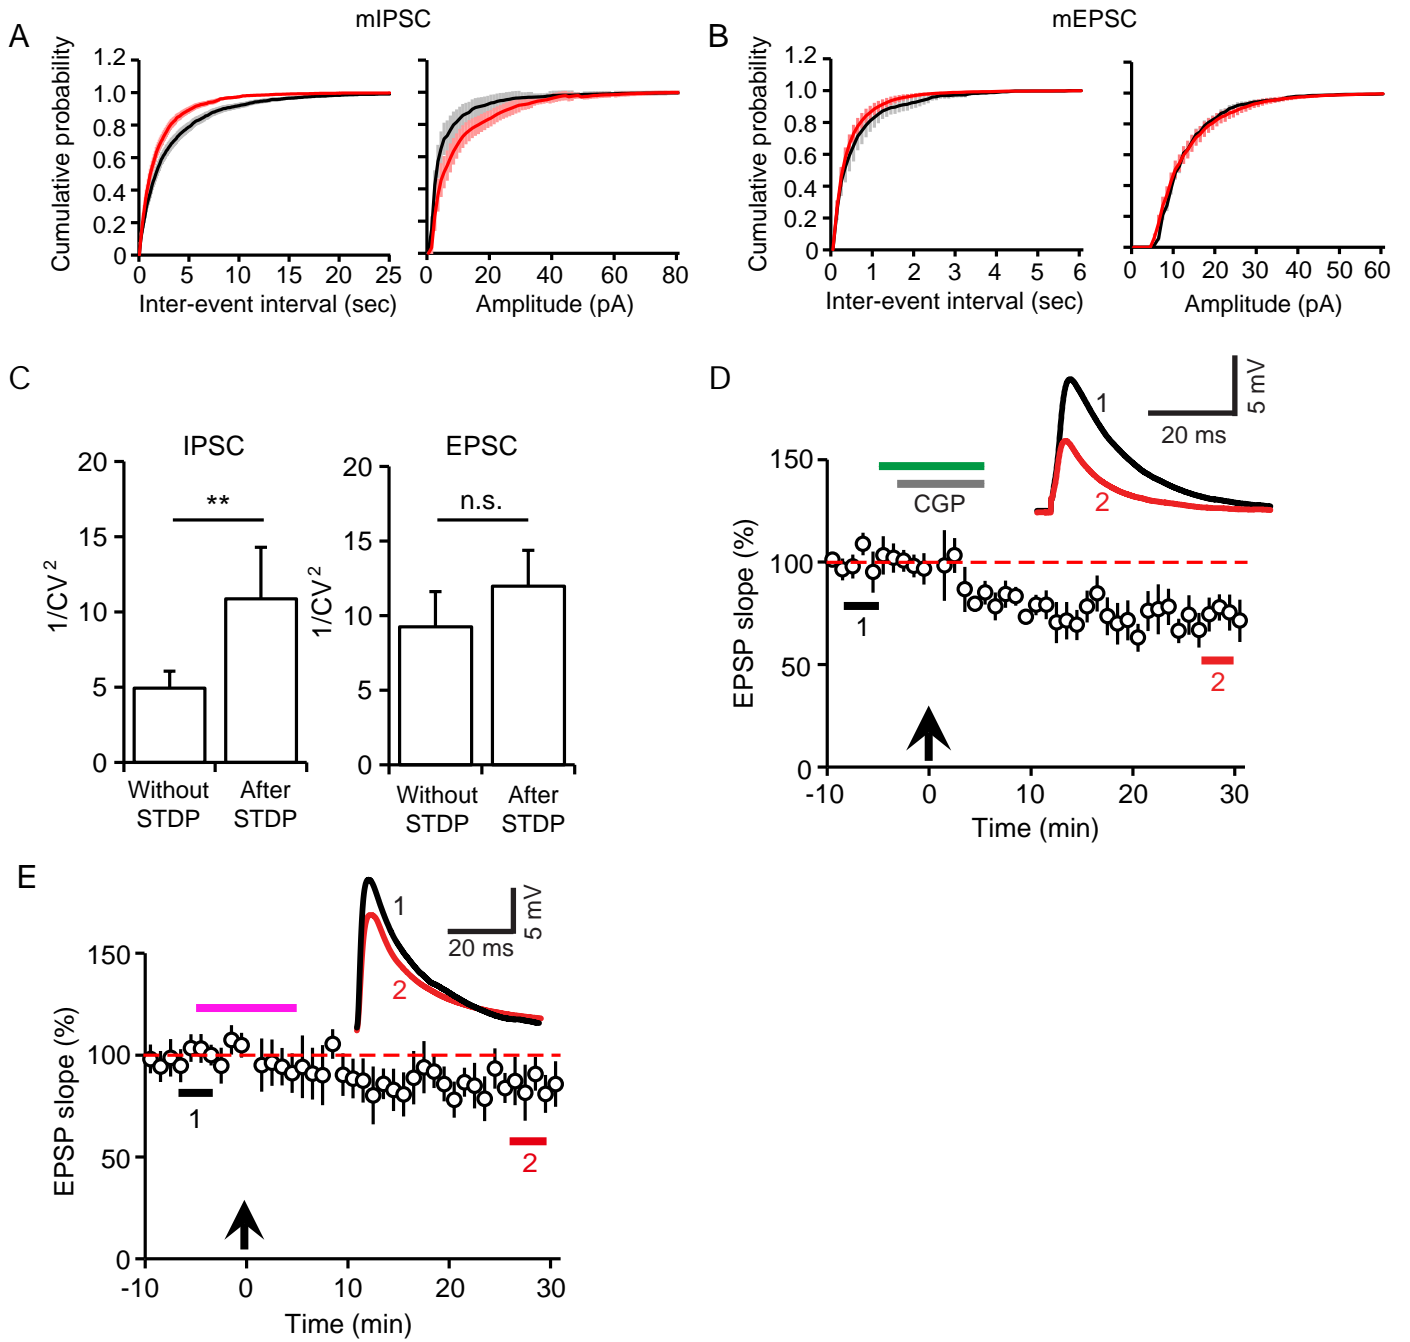 A
mIPSC
Cumulative probability
1.2
1.0
0.8
0.6
0.4
0.2
0
0 5 10 15 20 25
Inter-event interval (sec)
0 20 40 60 80
Amplitude (pA)
B
mEPSC
Cumulative probability
1.2
1.0
0.8
0.6
0.4
0.2
0
0 1 2 3 4 5 6
Inter-event interval (sec)
0 10 20 30 40 50 60
Amplitude (pA)
C
IPSC
1/CV²
20
15
10
5
0
**
Without STDP
After STDP
EPSC
1/CV²
20
15
10
5
0
n.s.
Without STDP
After STDP
D
EPSP slope (%)
150
100
50
0
CGP
1
2
1
2
20 ms
5 mV
-10 0 10 20 30
Time (min)
E
EPSP slope (%)
150
100
50
0
1
2
1
2
20 ms
5 mV
-10 0 10 20 30
Time (min)